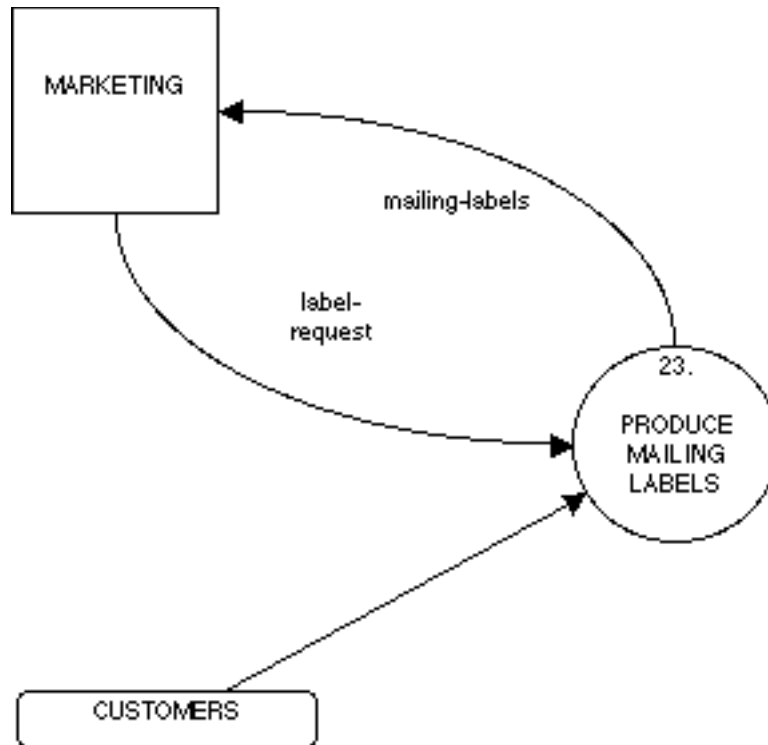 MARKETING
mailing-labels
label-
request
23.
PRODUCE
MAILING
LABELS
CUSTOMERS